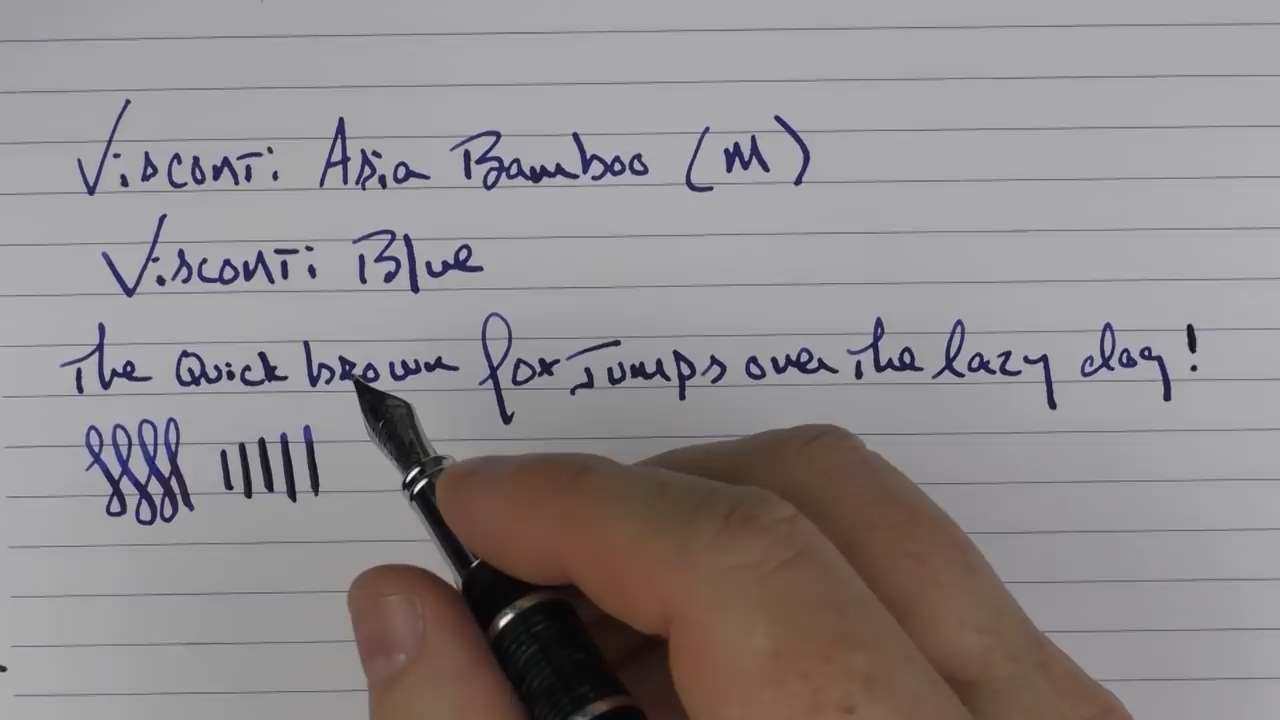 Visconti Asia Bamboo (M)
Visconti Blue
The Quick brown fox Jumps over The lazy dog!